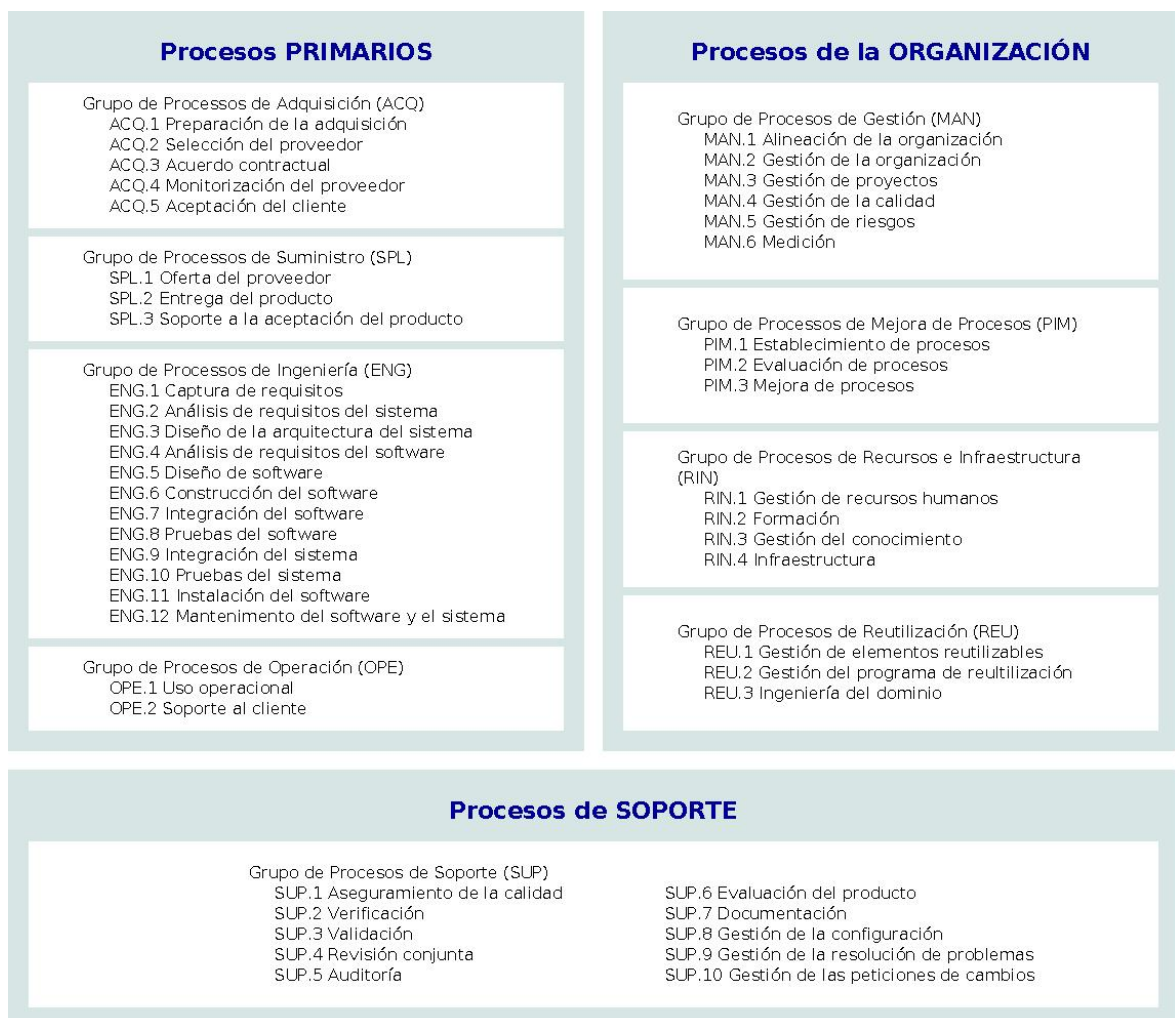 Procesos PRIMARIOS
Grupo de Processos de Adquisición (ACQ)
ACQ.1 Preparación de la adquisición
ACQ.2 Selección del proveedor
ACQ.3 Acuerdo contractual
ACQ.4 Monitorización del proveedor
ACQ.5 Aceptación del cliente
Grupo de Processos de Suministro (SPL)
SPL.1 Oferta del proveedor
SPL.2 Entrega del producto
SPL.3 Soporte a la aceptación del producto
Grupo de Processos de Ingeniería (ENG)
ENG.1 Captura de requisitos
ENG.2 Análisis de requisitos del sistema
ENG.3 Diseño de la arquitectura del sistema
ENG.4 Análisis de requisitos del software
ENG.5 Diseño de software
ENG.6 Construcción del software
ENG.7 Integración del software
ENG.8 Pruebas del software
ENG.9 Integración del sistema
ENG.10 Pruebas del sistema
ENG.11 Instalación del software
ENG.12 Mantenimento del software y el sistema
Grupo de Procesos de Operación (OPE)
OPE.1 Uso operacional
OPE.2 Soporte al cliente
Procesos de la ORGANIZACIÓN
Grupo de Procesos de Gestión (MAN)
MAN.1 Alineación de la organización
MAN.2 Gestión de la organización
MAN.3 Gestión de proyectos
MAN.4 Gestión de la calidad
MAN.5 Gestión de riesgos
MAN.6 Medición
Grupo de Processos de Mejora de Procesos (PIM)
PIM.1 Establecimiento de procesos
PIM.2 Evaluación de procesos
PIM.3 Mejora de procesos
Grupo de Procesos de Recursos e Infraestructura
(RIN)
RIN.1 Gestión de recursos humanos
RIN.2 Formación
RIN.3 Gestión del conocimiento
RIN.4 Infraestructura
Grupo de Procesos de Reutilización (REU)
REU.1 Gestión de elementos reutilizables
REU.2 Gestión del programa de reultilización
REU.3 Ingeniería del dominio
Procesos de SOPORTE
Grupo de Procesos de Soporte (SUP)
SUP.1 Aseguramiento de la calidad
SUP.2 Verificación
SUP.3 Validación
SUP.4 Revisión conjunta
SUP.5 Auditoría
SUP.6 Evaluación del producto
SUP.7 Documentación
SUP.8 Gestión de la configuración
SUP.9 Gestión de la resolución de problemas
SUP.10 Gestión de las peticiones de cambios